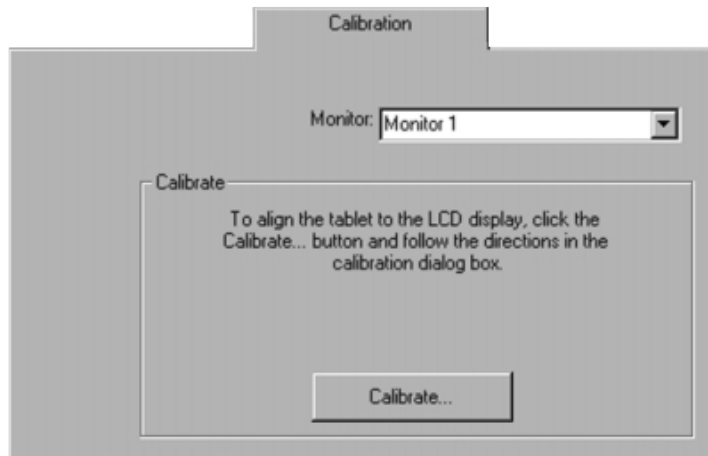 Calibration
Monitor: Monitor 1
Calibrate
To align the tablet to the LCD display, click the
Calibrate... button and follow the directions in the
calibration dialog box.
Calibrate...